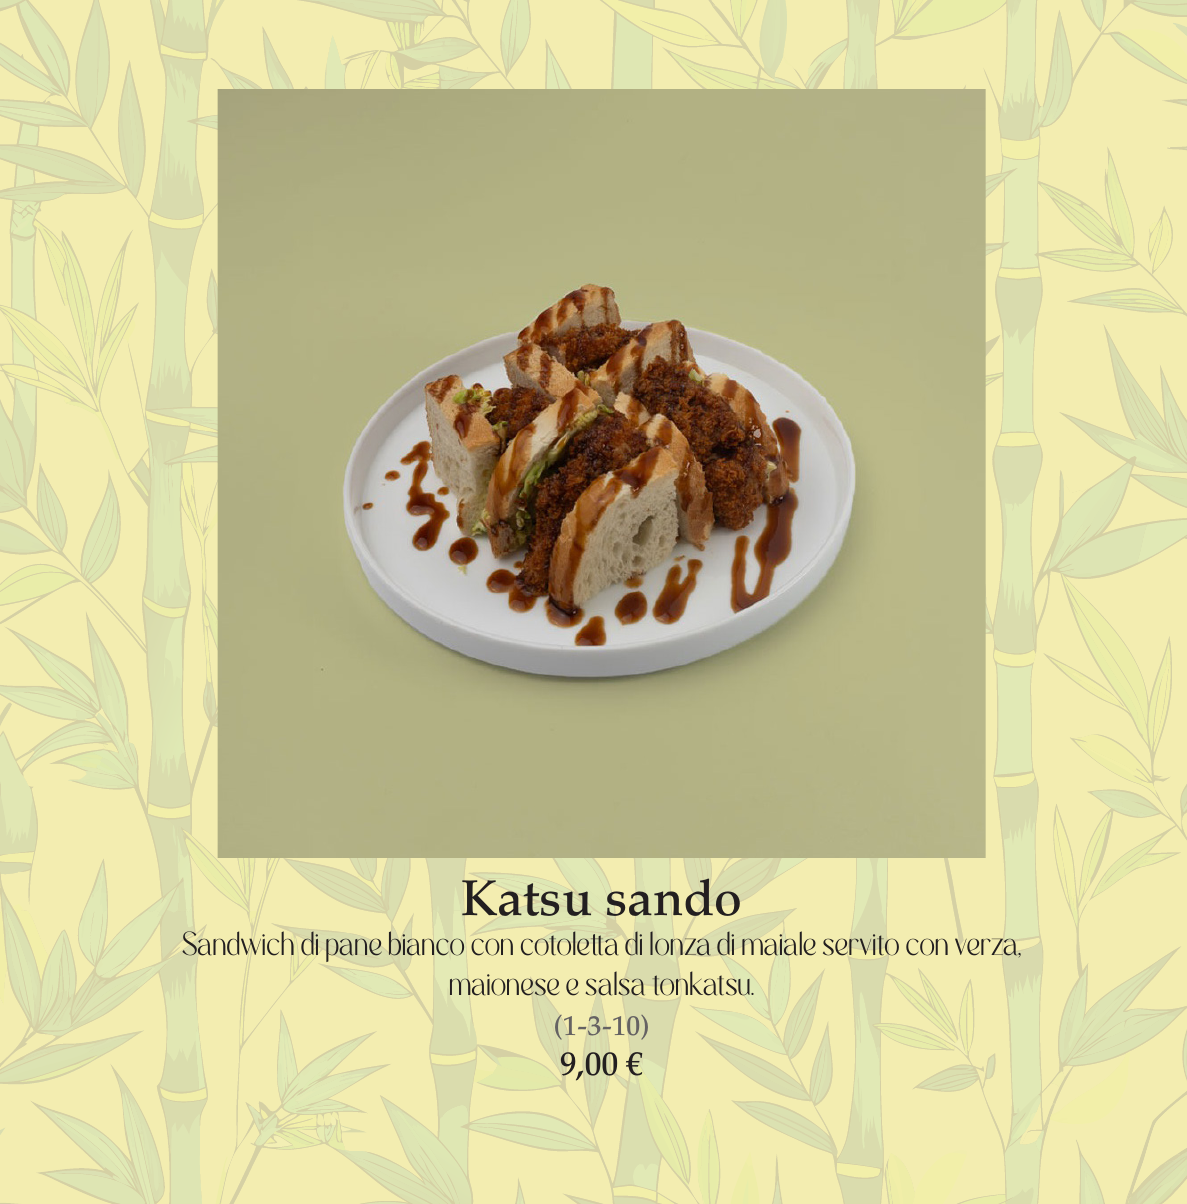 Katsu sando
Sandwich di pane bianco con cotoletta di lonza di maiale servito con verza,
maionese e salsa tonkatsu.
(1-3-10)
9,00 €